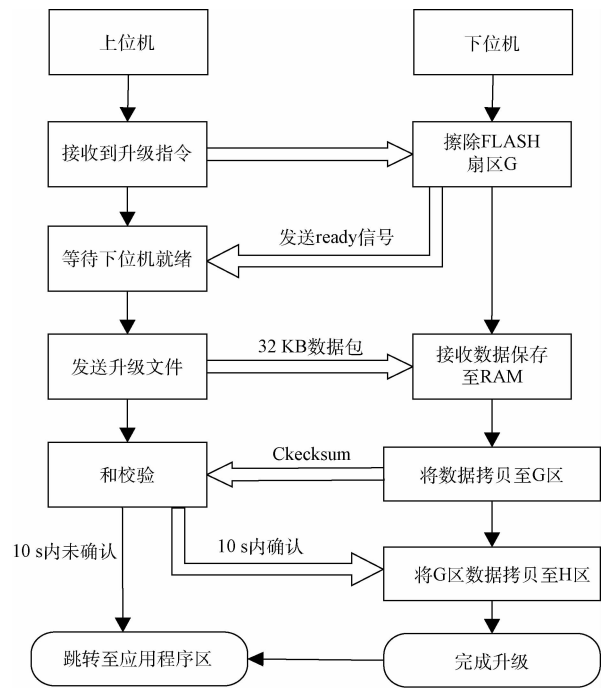 上位机
下位机
接收到升级指令
擦除FLASH
扇区G
发送ready信号
等待下位机就绪
32 KB数据包
发送升级文件
接收数据保存
至RAM
Ckecksum
和校验
将数据拷贝至G区
10 s内未确认
10 s内确认
将G区数据拷贝至H区
跳转至应用程序区
完成升级